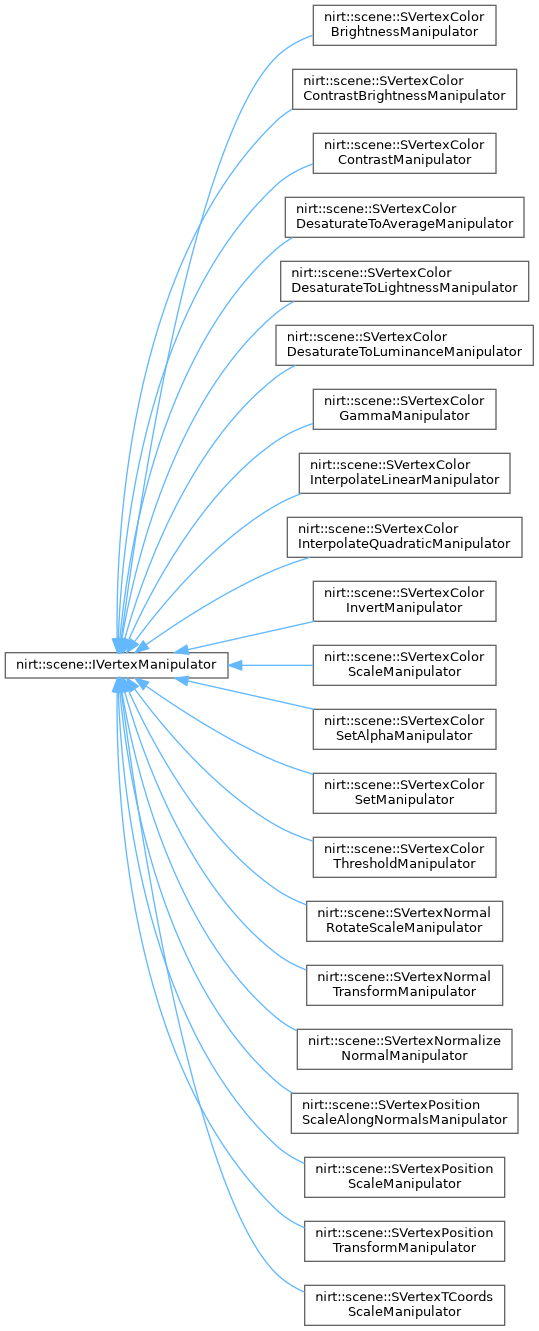 nirt::scene::SVertexColor
BrightnessManipulator
nirt::scene::SVertexColor
ContrastBrightnessManipulator
nirt::scene::SVertexColor
ContrastManipulator
nirt::scene::SVertexColor
DesaturateToAverageManipulator
nirt::scene::SVertexColor
DesaturateToLightnessManipulator
nirt::scene::SVertexColor
DesaturateToLuminanceManipulator
nirt::scene::SVertexColor
GammaManipulator
nirt::scene::SVertexColor
InterpolateLinearManipulator
nirt::scene::SVertexColor
InterpolateQuadraticManipulator
nirt::scene::SVertexColor
InvertManipulator
nirt::scene::IVertexManipulator
nirt::scene::SVertexColor
ScaleManipulator
nirt::scene::SVertexColor
SetAlphaManipulator
nirt::scene::SVertexColor
SetManipulator
nirt::scene::SVertexColor
ThresholdManipulator
nirt::scene::SVertexNormal
RotateScaleManipulator
nirt::scene::SVertexNormal
TransformManipulator
nirt::scene::SVertexNormalize
NormalManipulator
nirt::scene::SVertexPosition
ScaleAlongNormalsManipulator
nirt::scene::SVertexPosition
ScaleManipulator
nirt::scene::SVertexPosition
TransformManipulator
nirt::scene::SVertexTCoords
ScaleManipulator